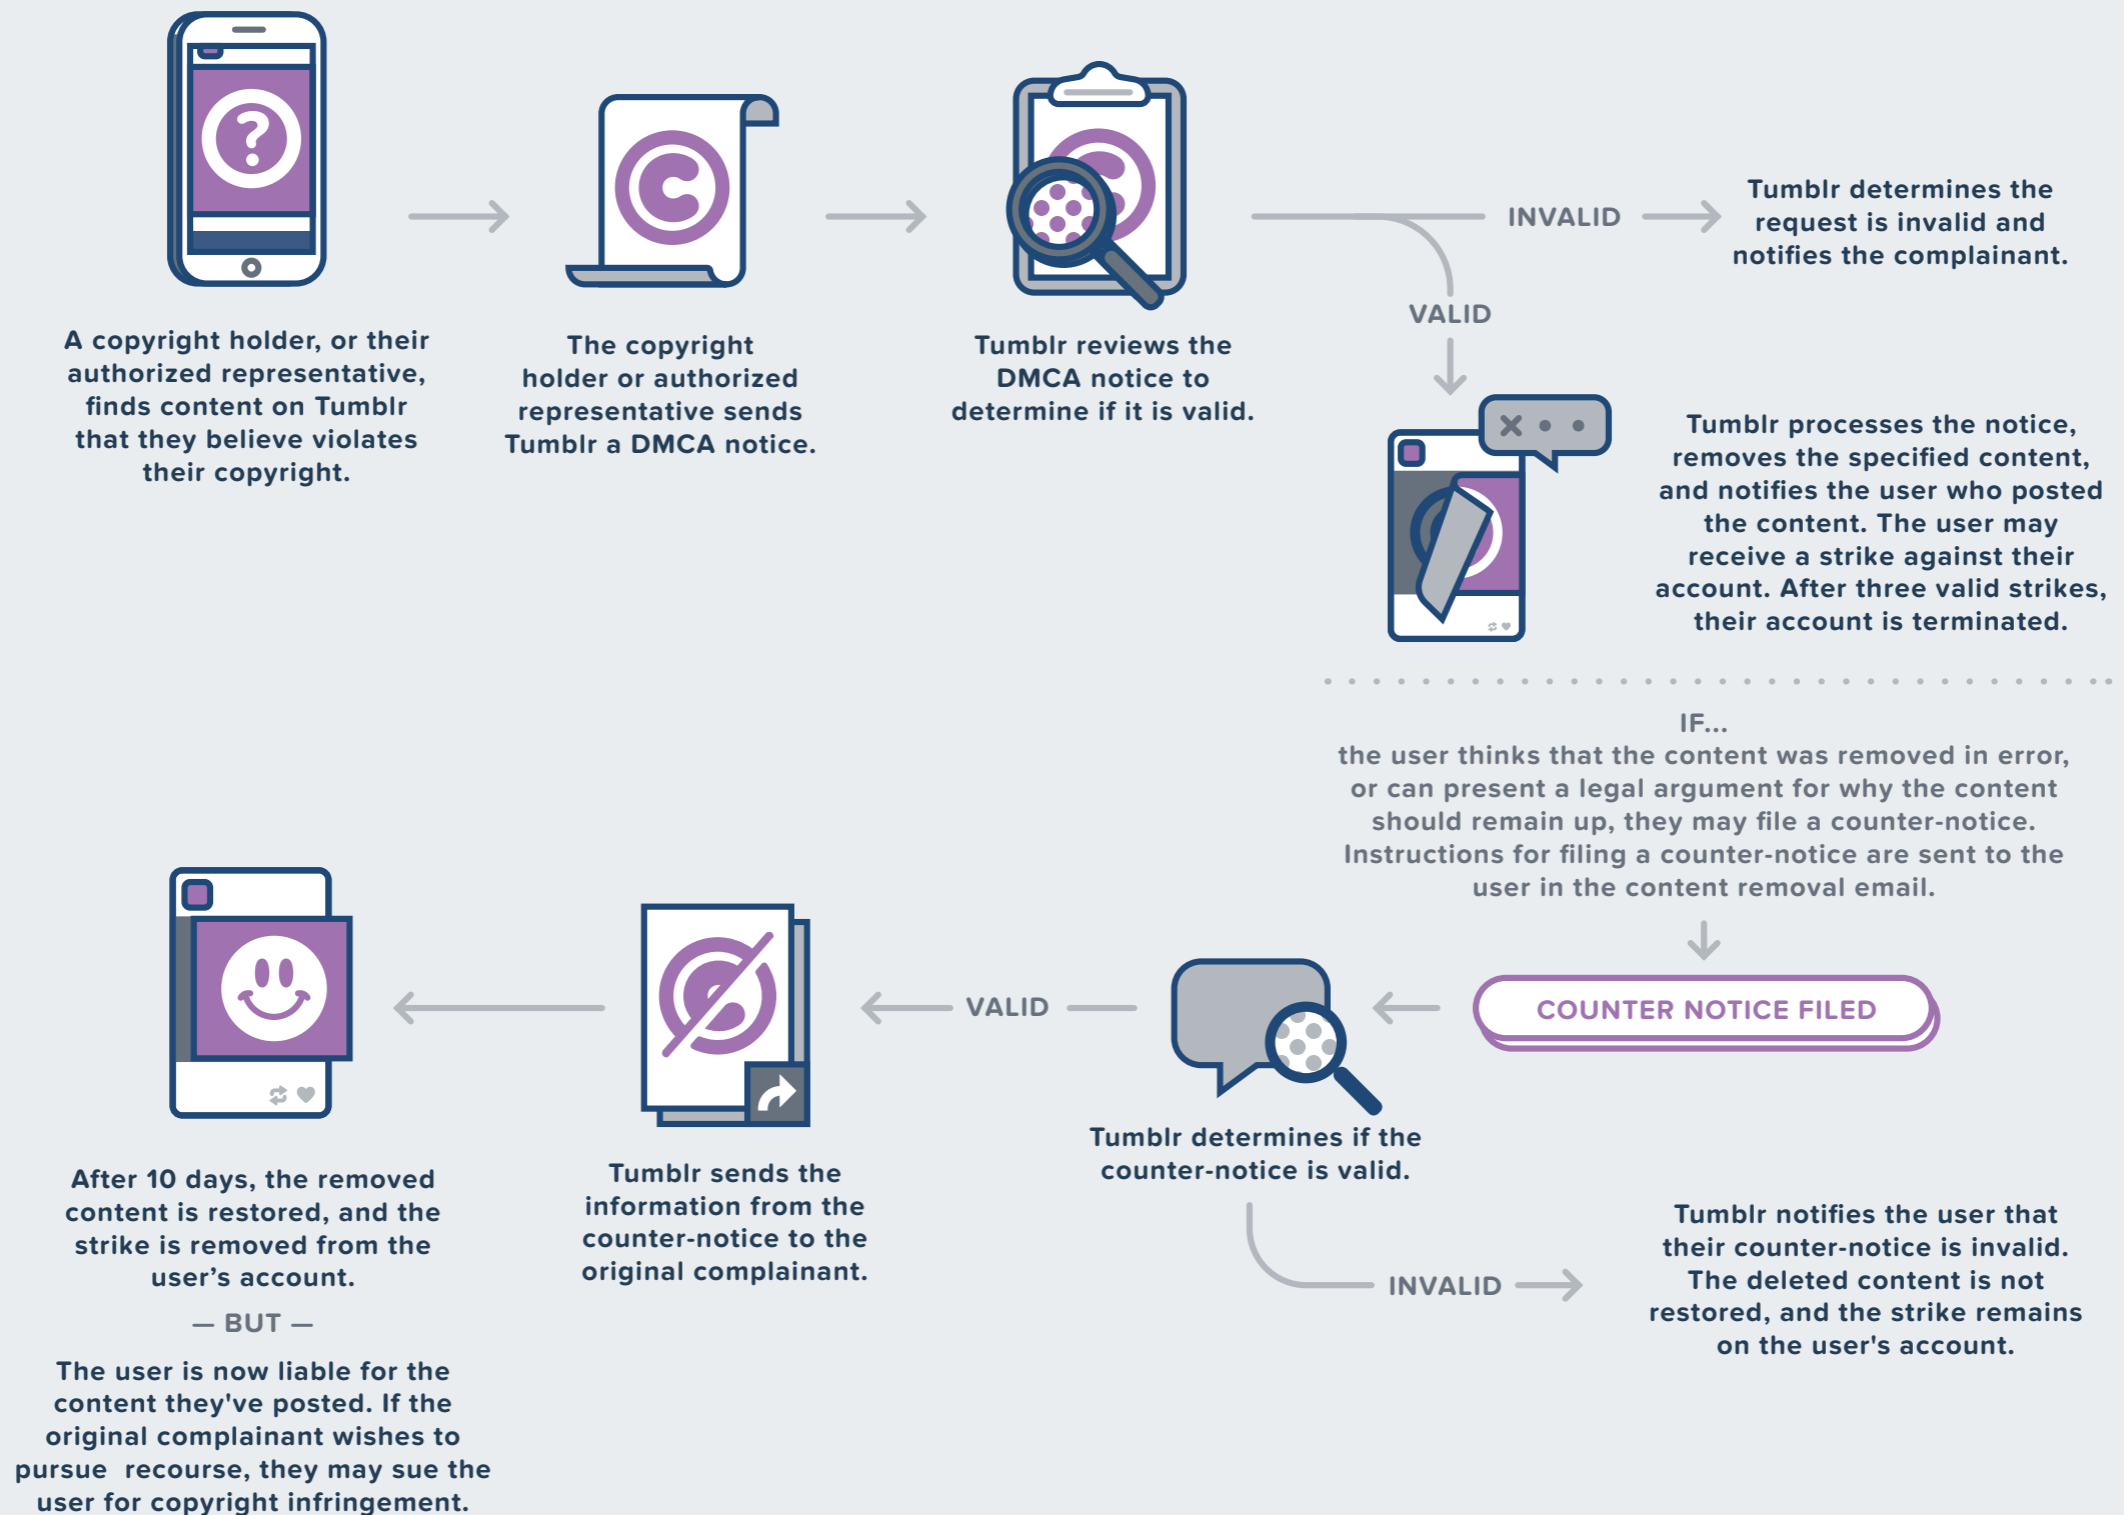 A copyright holder, or their
authorized representative,
finds content on Tumblr
that they believe violates
their copyright.
The copyright
holder or authorized
representative sends
Tumblr a DMCA notice.
Tumblr reviews the
DMCA notice to
determine if it is valid.
INVALID
Tumblr determines the
request is invalid and
notifies the complainant.
VALID
Tumblr processes the notice,
removes the specified content,
and notifies the user who posted
the content. The user may
receive a strike against their
account. After three valid strikes,
their account is terminated.
IF...
the user thinks that the content was removed in error,
or can present a legal argument for why the content
should remain up, they may file a counter-notice.
Instructions for filing a counter-notice are sent to the
user in the content removal email.
COUNTER NOTICE FILED
Tumblr determines if the
counter-notice is valid.
INVALID
Tumblr notifies the user that
their counter-notice is invalid.
The deleted content is not
restored, and the strike remains
on the user's account.
VALID
Tumblr sends the
information from the
counter-notice to the
original complainant.
After 10 days, the removed
content is restored, and the
strike is removed from the
user’s account.
— BUT —
The user is now liable for the
content they've posted. If the
original complainant wishes to
pursue  recourse, they may sue the
user for copyright infringement.